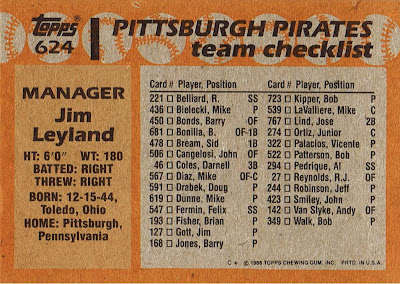 Topps
624
PITTSBURGH PIRATES
team checklist
MANAGER
Jim
Leyland
HT: 6'0" WT: 180
BATTED: RIGHT
THREW: RIGHT
BORN: 12-15-44,
Toledo, Ohio
HOME: Pittsburgh,
Pennsylvania
Card # Player, Position
221 Belliard, R. SS
436 Bielecki, Mike P
450 Bonds, Barry OF
681 Bonilla, B. OF-1B
478 Bream, Sid 1B
506 Cangelosi, John OF
46 Coles, Darnell 3B
567 Diaz, Mike OF-C
591 Drabek, Doug P
619 Dunne, Mike P
547 Fermin, Felix SS
193 Fisher, Brian P
127 Gott, Jim P
168 Jones, Barry P
Card # Player, Position
723 Kipper, Bob P
539 LaValliere, Mike C
767 Lind, Jose 2B
274 Ortiz, Junior C
322 Palacios, Vicente P
522 Patterson, Bob P
294 Pedrique, Al SS
27 Reynolds, R.J. OF
244 Robinson, Jeff P
423 Smiley, John P
142 Van Slyke, Andy OF
349 Walk, Bob P
C * © 1988 TOPPS CHEWING GUM, INC. PRTD. IN U.S.A.